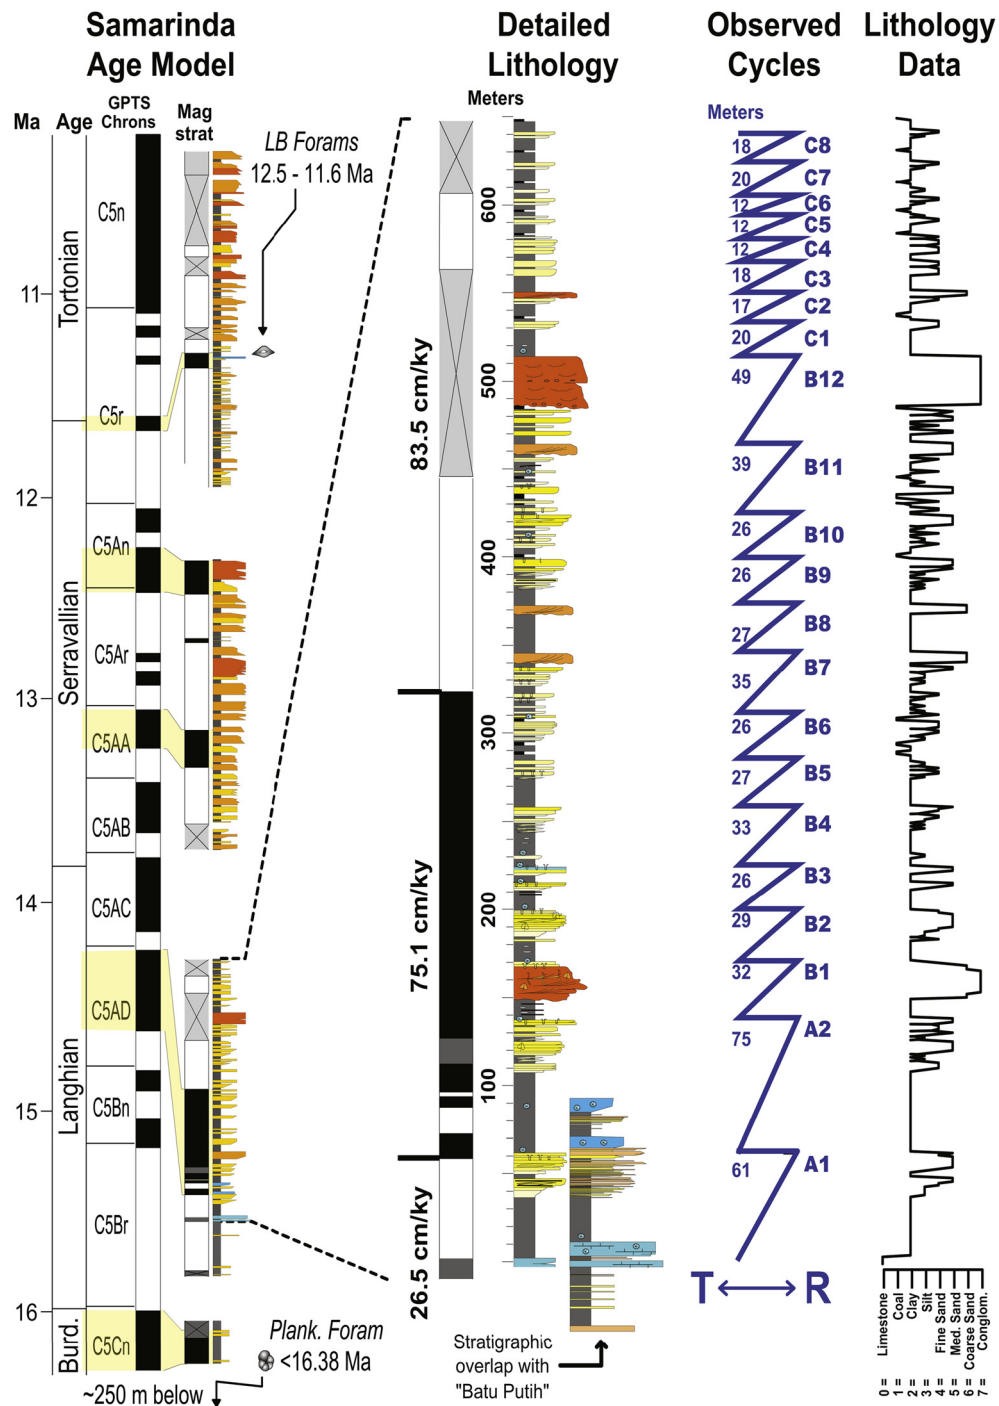 Samarinda
Age Model
Detailed
Lithology
Observed
Cycles
Lithology
Data
Ma
Age
GPTS
Chrons
Mag
strat
LB Forams
12.5 - 11.6 Ma
Meters
Meters
11
12
13
14
15
16
Tortonian
Serravallian
Langhian
Burd.
C5n
C5r
C5An
C5Ar
C5AA
C5AB
C5AC
C5AD
C5Bn
C5Br
C5Cn
~250 m below
Plank. Foram
<16.38 Ma
83.5 cm/ky
75.1 cm/ky
26.5 cm/ky
600
500
400
300
200
100
Stratigraphic
overlap with
"Batu Putih"
18 C8
20 C7
12 C6
12 C5
12 C4
18 C3
17 C2
20 C1
49 B12
39 B11
26 B10
26 B9
27 B8
35 B7
26 B6
27 B5
33 B4
26 B3
29 B2
32 B1
75 A2
61 A1
T R
0 = Limestone
1 = Coal
2 = Clay
3 = Silt
4 = Fine Sand
5 = Med. Sand
6 = Coarse Sand
7 = Conglom.